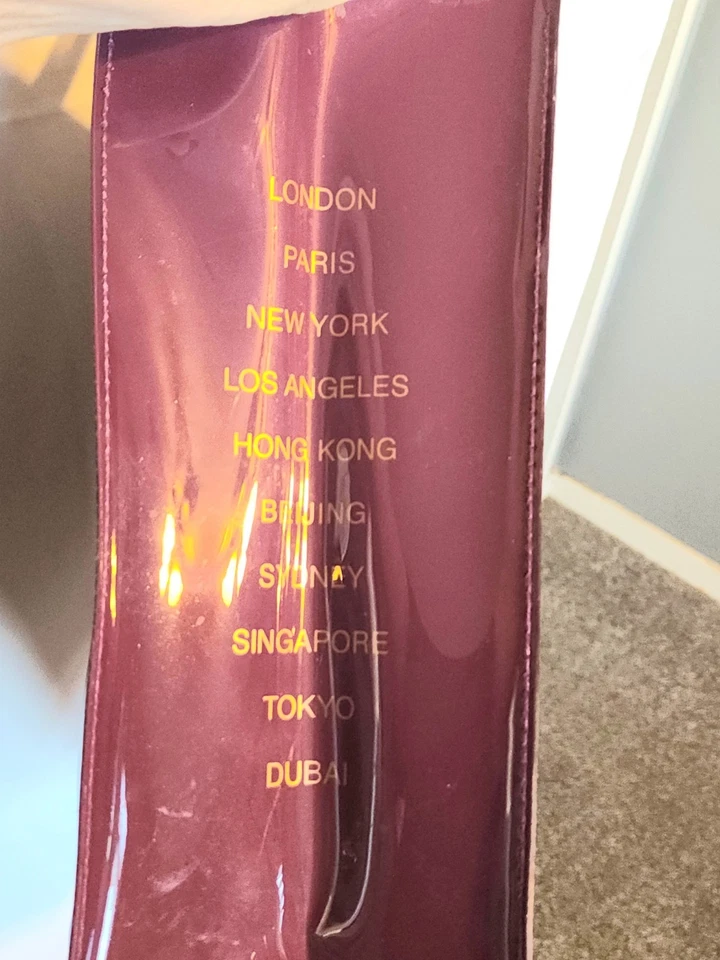 LONDON
PARIS
NEW YORK
LOS ANGELES
HONG KONG
BEIJING
SYDNEY
SINGAPORE
TOKYO
DUBAI